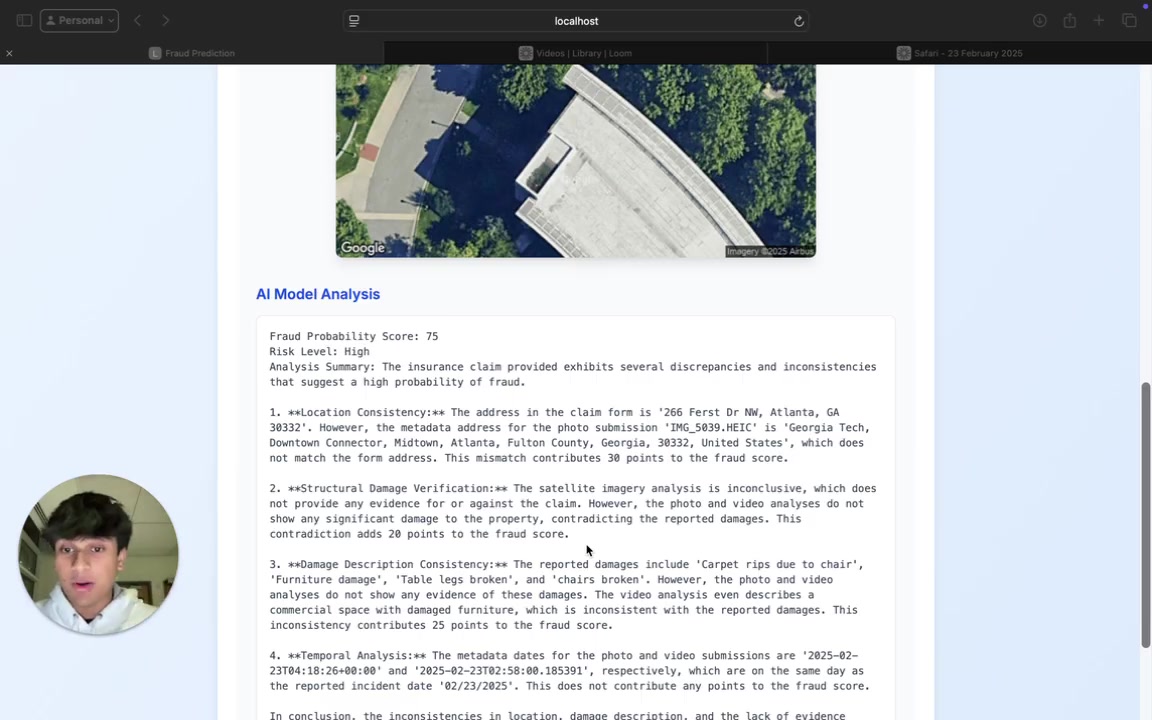 Personal
localhost
Fraud Prediction
Videos | Library | Loom
Safari - 23 February 2025
Google
Imagery ©2025 Airbus
AI Model Analysis
Fraud Probability Score: 75
Risk Level: High
Analysis Summary: The insurance claim provided exhibits several discrepancies and inconsistencies
that suggest a high probability of fraud.
1. **Location Consistency:** The address in the claim form is '266 Ferst Dr NW, Atlanta, GA
30332'. However, the metadata address for the photo submission 'IMG_5039.HEIC' is 'Georgia Tech,
Downtown Connector, Midtown, Atlanta, Fulton County, Georgia, 30332, United States', which does
not match the form address. This mismatch contributes 30 points to the fraud score.
2. **Structural Damage Verification:** The satellite imagery analysis is inconclusive, which does
not provide any evidence for or against the claim. However, the photo and video analyses do not
show any significant damage to the property, contradicting the reported damages. This
contradiction adds 20 points to the fraud score.
3. **Damage Description Consistency:** The reported damages include 'Carpet rips due to chair',
'Furniture damage', 'Table legs broken', and 'chairs broken'. However, the photo and video
analyses do not show any evidence of these damages. The video analysis even describes a
commercial space with damaged furniture, which is inconsistent with the reported damages. This
inconsistency contributes 25 points to the fraud score.
4. **Temporal Analysis:** The metadata dates for the photo and video submissions are '2025-02-
23T04:18:26+00:00' and '2025-02-23T02:58:00.185391', respectively, which are on the same day as
the reported incident date '02/23/2025'. This does not contribute any points to the fraud score.
In conclusion, the inconsistencies in location, damage description, and the lack of evidence